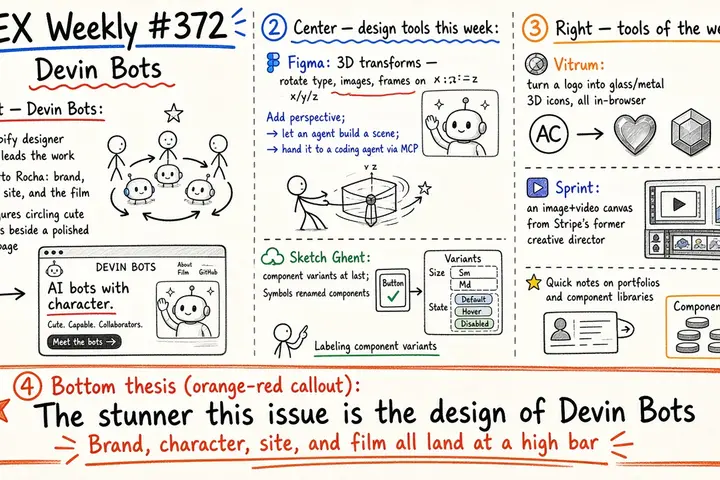 EX Weekly #372
Devin Bots
— Devin Bots:
designer
leads the work
Rocha: brand,
site, and the film
circling cute
beside a polished
page
DEVIN BOTS
About
Film
GitHub
AI bots with
character.
Cute. Capable. Collaborators.
Meet the bots →
② Center — design tools this week:
Figma: 3D transforms —
rotate type, images, frames on
x/y/z
Add perspective;
→ let an agent build a scene;
→ hand it to a coding agent via MCP
Y Z
Sketch Ghent:
component variants at last;
Symbols renamed components
Button
Variants
Size
Sm
Md
State
Default
Hover
Disabled
Labeling component variants
③ Right — tools of the
Vitrum:
turn a logo into glass/metal
3D icons, all in-browser
AC
Sprint:
an image+video canvas
from Stripe's former
creative director
Quick notes on portfolios
and component libraries
④ Bottom thesis (orange-red callout):
The stunner this issue is the design of Devin Bots
Brand, character, site, and film all land at a high bar